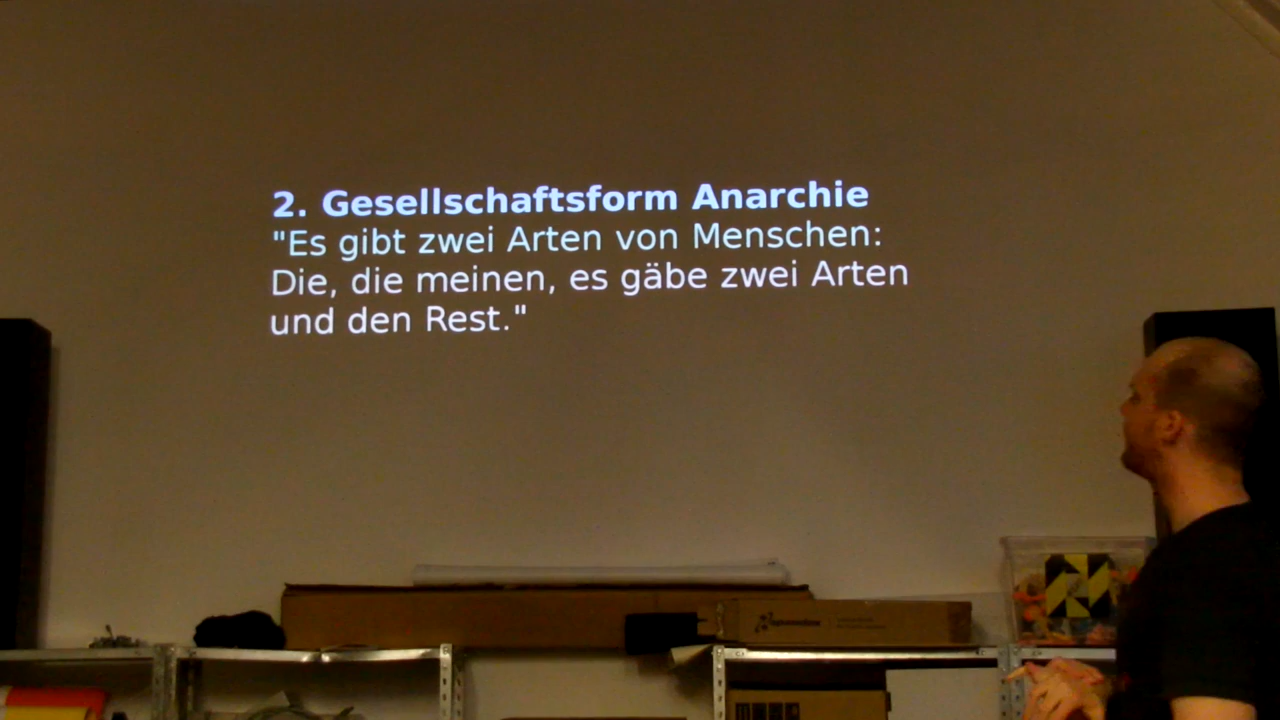 2. Gesellschaftsform Anarchie
"Es gibt zwei Arten von Menschen:
Die, die meinen, es gäbe zwei Arten
und den Rest."